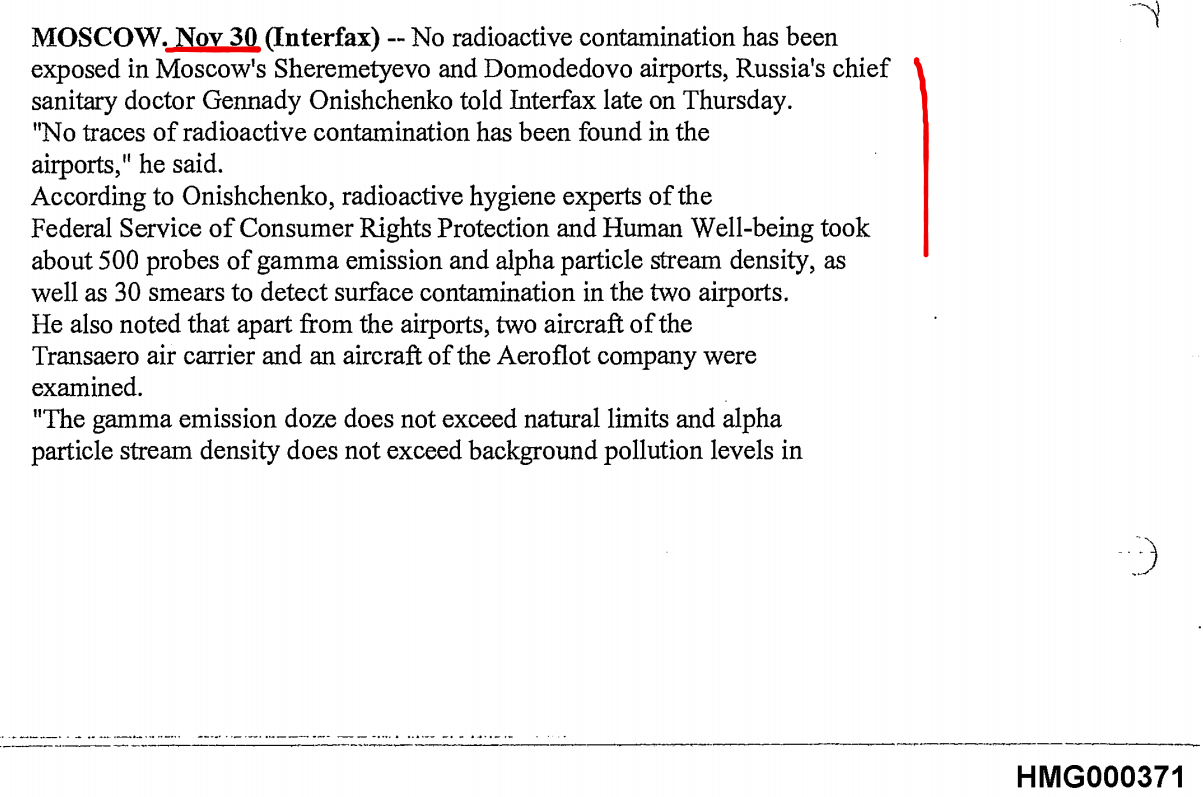 MOSCOW. Nov 30 (Interfax) -- No radioactive contamination has been
exposed in Moscow's Sheremetyevo and Domodedovo airports, Russia's chief
sanitary doctor Gennady Onishchenko told Interfax late on Thursday.
"No traces of radioactive contamination has been found in the
airports," he said.
According to Onishchenko, radioactive hygiene experts of the
Federal Service of Consumer Rights Protection and Human Well-being took
about 500 probes of gamma emission and alpha particle stream density, as
well as 30 smears to detect surface contamination in the two airports.
He also noted that apart from the airports, two aircraft of the
Transaero air carrier and an aircraft of the Aeroflot company were
examined.
"The gamma emission doze does not exceed natural limits and alpha
particle stream density does not exceed background pollution levels in
HMG000371